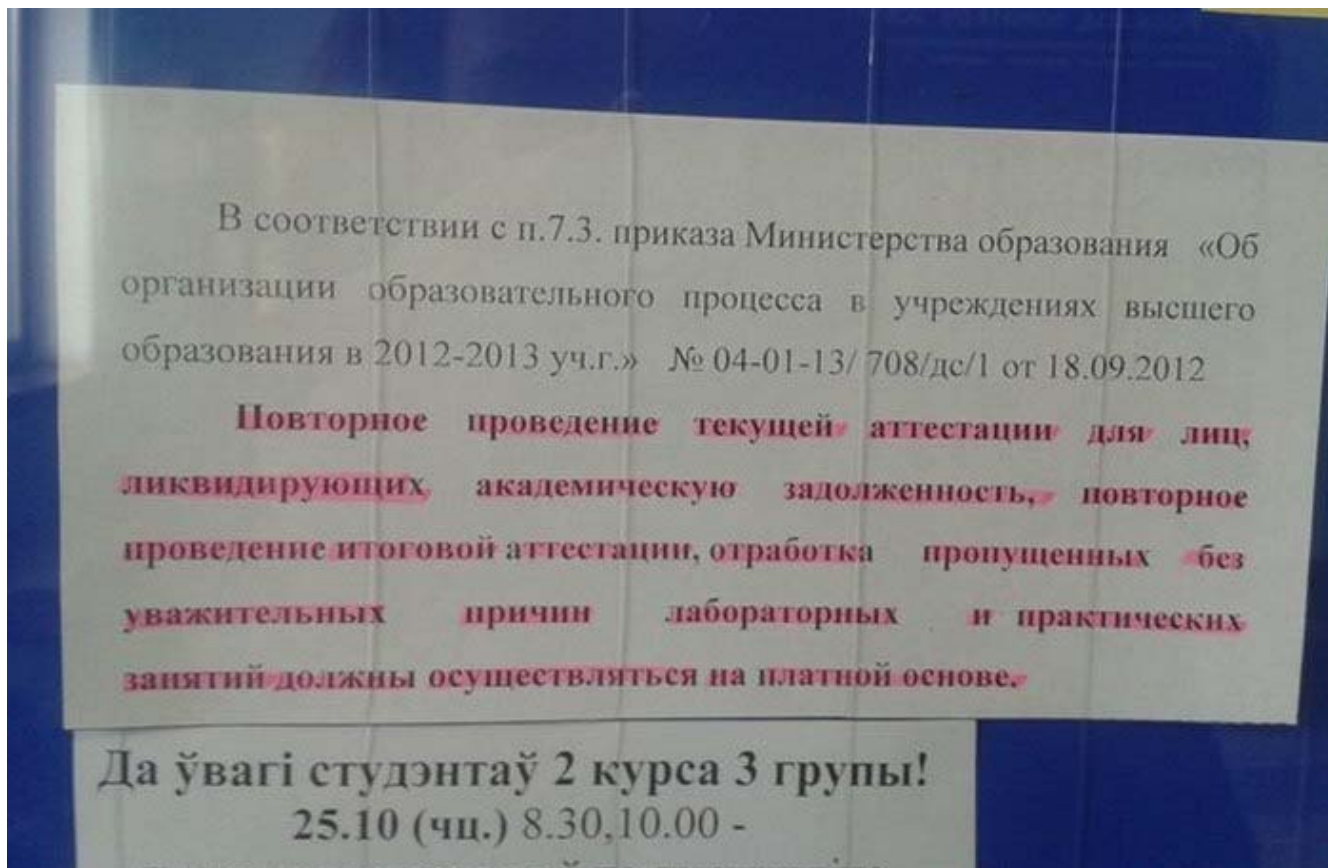 В соответствии с п.7.3. приказа Министерства образования «Об
организации образовательного процесса в учреждениях высшего
образования в 2012-2013 уч.г.» № 04-01-13/ 708/дс/1 от 18.09.2012
Повторное проведение текущей аттестации для лиц,
ликвидирующих академическую задолженность, повторное
проведение итоговой аттестации, отработка пропущенных без
уважительных причин лабораторных и практических
занятий должны осуществляться на платной основе.
Да ўвагі студэнтаў 2 курса 3 групы!
25.10 (чц.) 8.30,10.00 -